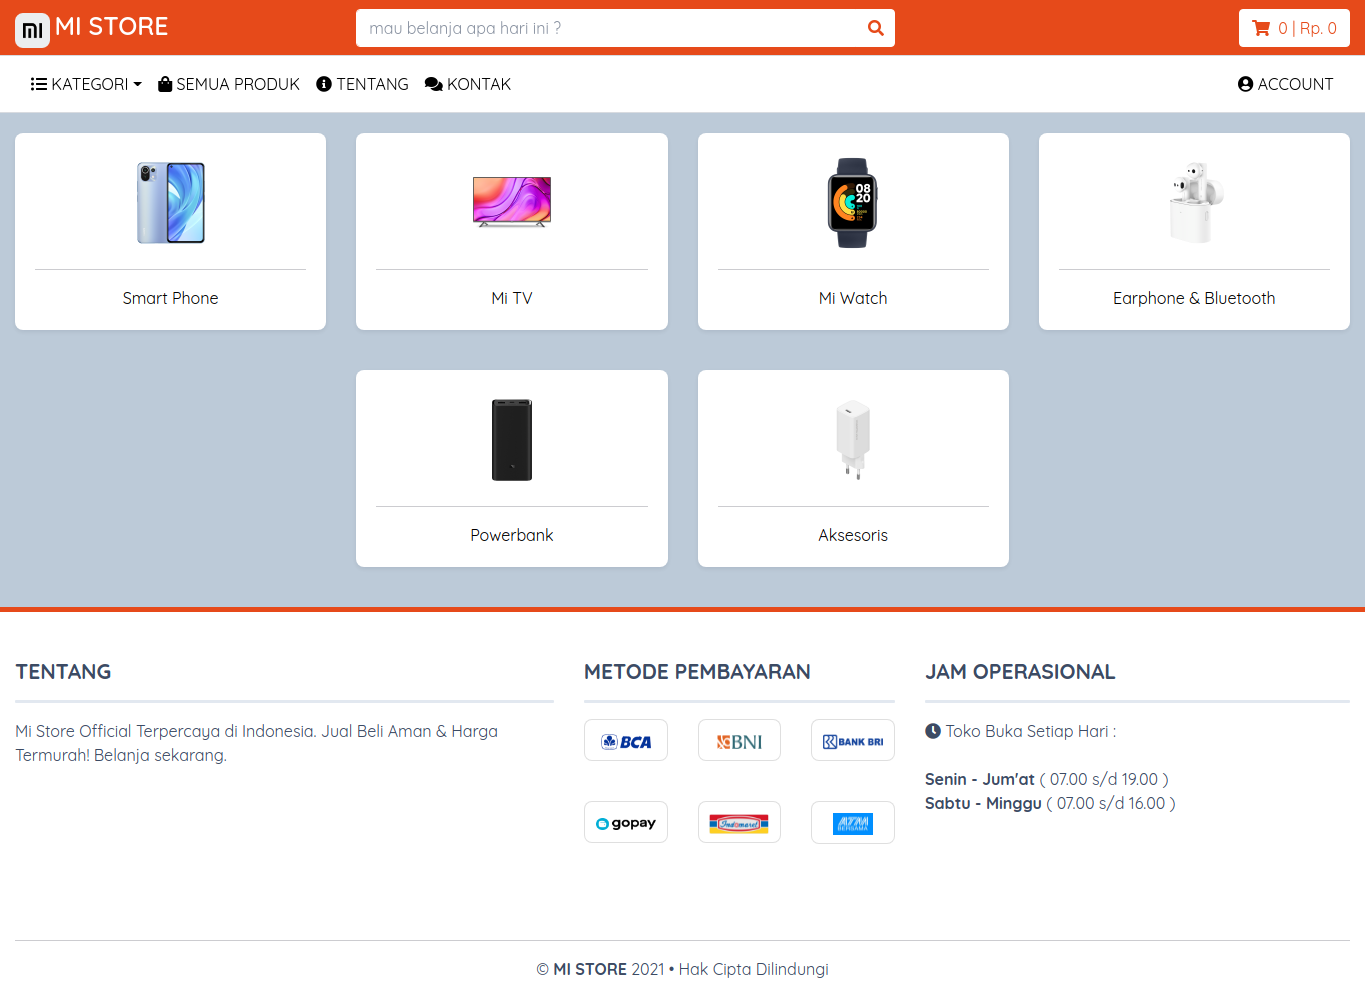 MI STORE
mau belanja apa hari ini ?
0 | Rp. 0
KATEGORI
SEMUA PRODUK
TENTANG
KONTAK
ACCOUNT
08
20
Smart Phone
Mi TV
Mi Watch
Earphone & Bluetooth
Powerbank
Aksesoris
TENTANG
Mi Store Official Terpercaya di Indonesia. Jual Beli Aman & Harga
Termurah! Belanja sekarang.
METODE PEMBAYARAN
BCA
BNI
BANK BRI
gopay
Indomaret
ATM
BERSAMA
JAM OPERASIONAL
Toko Buka Setiap Hari :
Senin - Jum'at ( 07.00 s/d 19.00 )
Sabtu - Minggu ( 07.00 s/d 16.00 )
© MI STORE 2021 • Hak Cipta Dilindungi